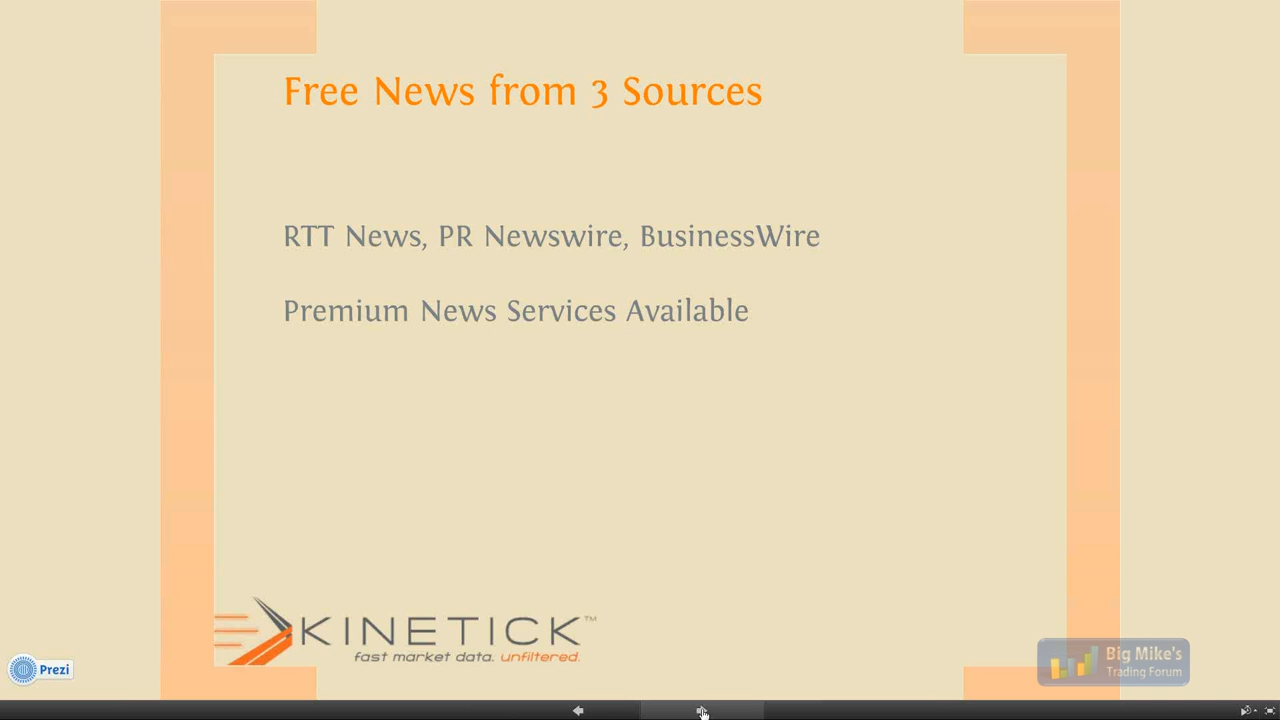 Free News from 3 Sources
RTT News, PR Newswire, BusinessWire
Premium News Services Available
KINETICK™
fast market data. unfiltered.
Big Mike's
Trading Forum
Prezi